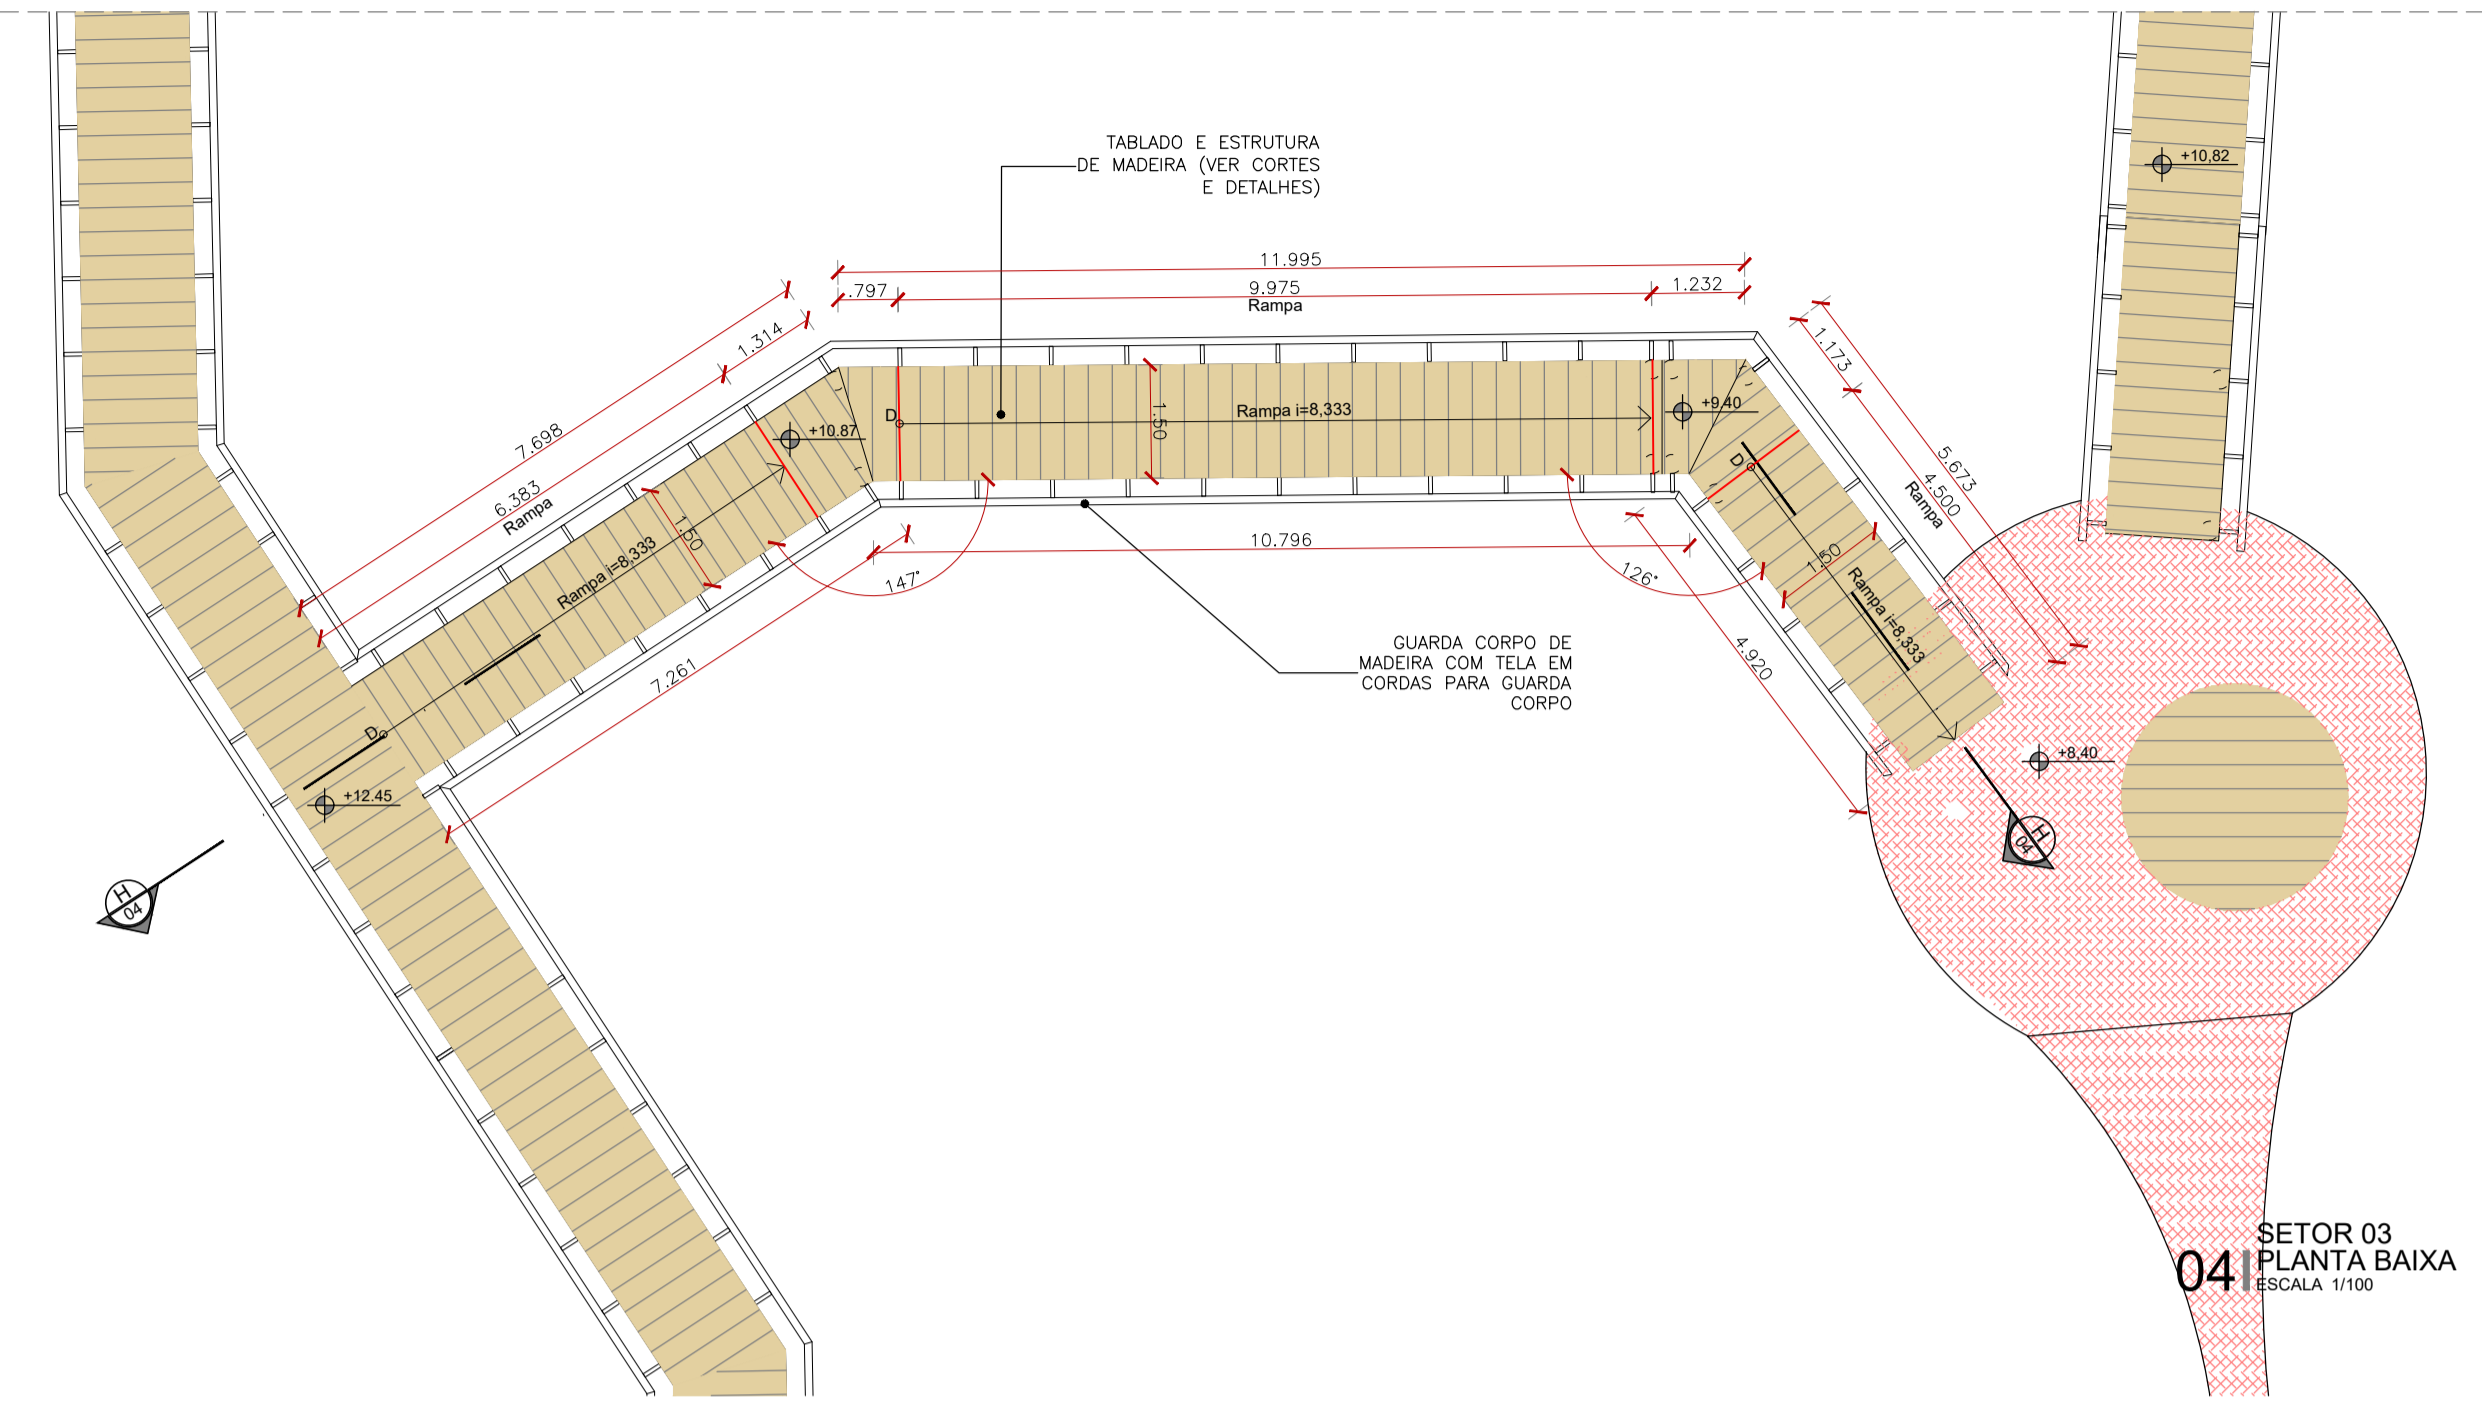 +10,82
TABLADO E ESTRUTURA
DE MADEIRA (VER CORTES
E DETALHES)
11.995
.797
9.975
1.232
Rampa
1.314
7.698
6.383
Rampa
1.173
5.673
4.500
Rampa
D
+10.87
1.50
Rampa i=8,333
+9,40
D
1.50
Rampa i=8,333
1.50
Rampa i=8,333
147°
10.796
126°
7.261
4.920
GUARDA CORPO DE
MADEIRA COM TELA EM
CORDAS PARA GUARDA
CORPO
D
+12.45
+8,40
H
04
H
04
04
SETOR 03
PLANTA BAIXA
ESCALA 1/100